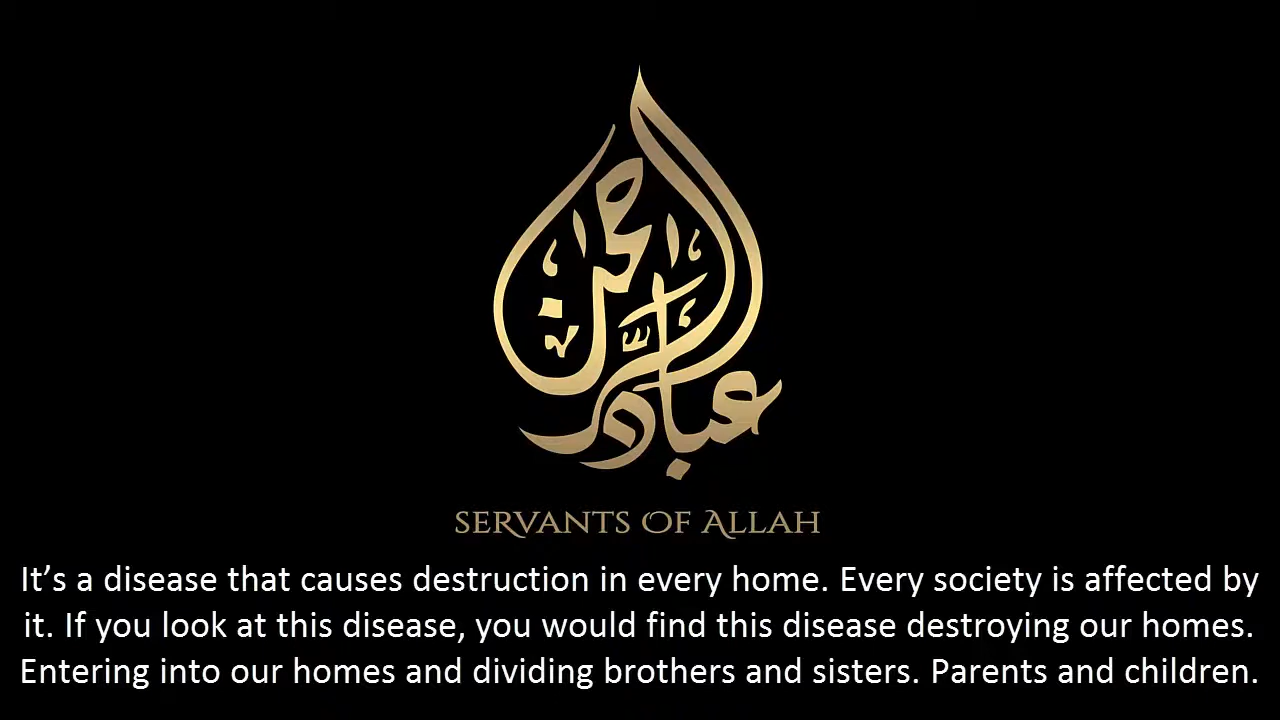 عباد الرحمن
SERVANTS OF ALLAH
It’s a disease that causes destruction in every home. Every society is affected by
it. If you look at this disease, you would find this disease destroying our homes.
Entering into our homes and dividing brothers and sisters. Parents and children.